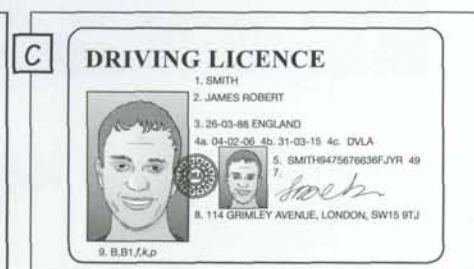 C
DRIVING LICENCE
1. SMITH
2. JAMES ROBERT
3. 26-03-88 ENGLAND
4a. 04-02-06 4b. 31-03-15 4c. DVLA
5. SMITH9475676636FJYR 49
7.
8. 114 GRIMLEY AVENUE, LONDON, SW15 9TJ
9. B,B1,f,k,p